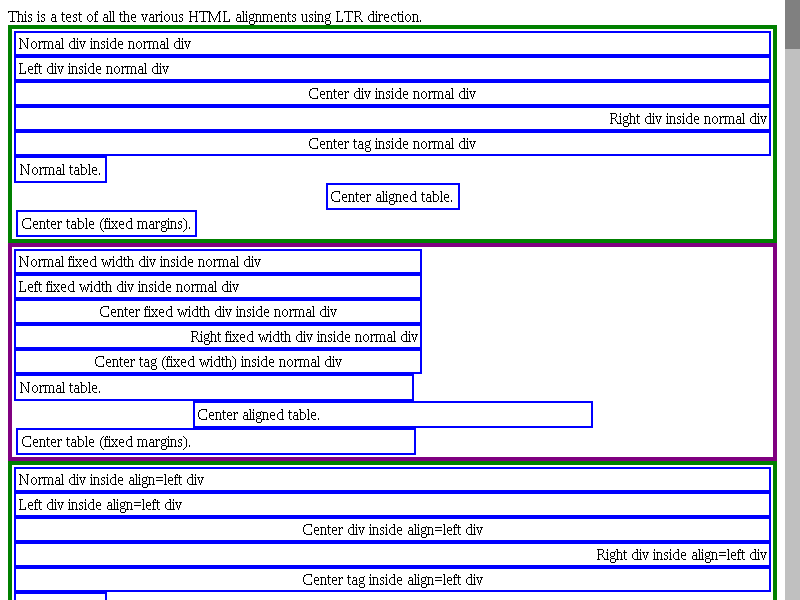 This is a test of all the various HTML alignments using LTR direction.
Normal div inside normal div
Left div inside normal div
Center div inside normal div
Right div inside normal div
Center tag inside normal div
Normal table.
Center aligned table.
Center table (fixed margins).
Normal fixed width div inside normal div
Left fixed width div inside normal div
Center fixed width div inside normal div
Right fixed width div inside normal div
Center tag (fixed width) inside normal div
Normal table.
Center aligned table.
Center table (fixed margins).
Normal div inside align=left div
Left div inside align=left div
Center div inside align=left div
Right div inside align=left div
Center tag inside align=left div